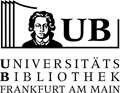 UB
UNIVERSITÄTS
BIBLIOTHEK
FRANKFURT AM MAIN